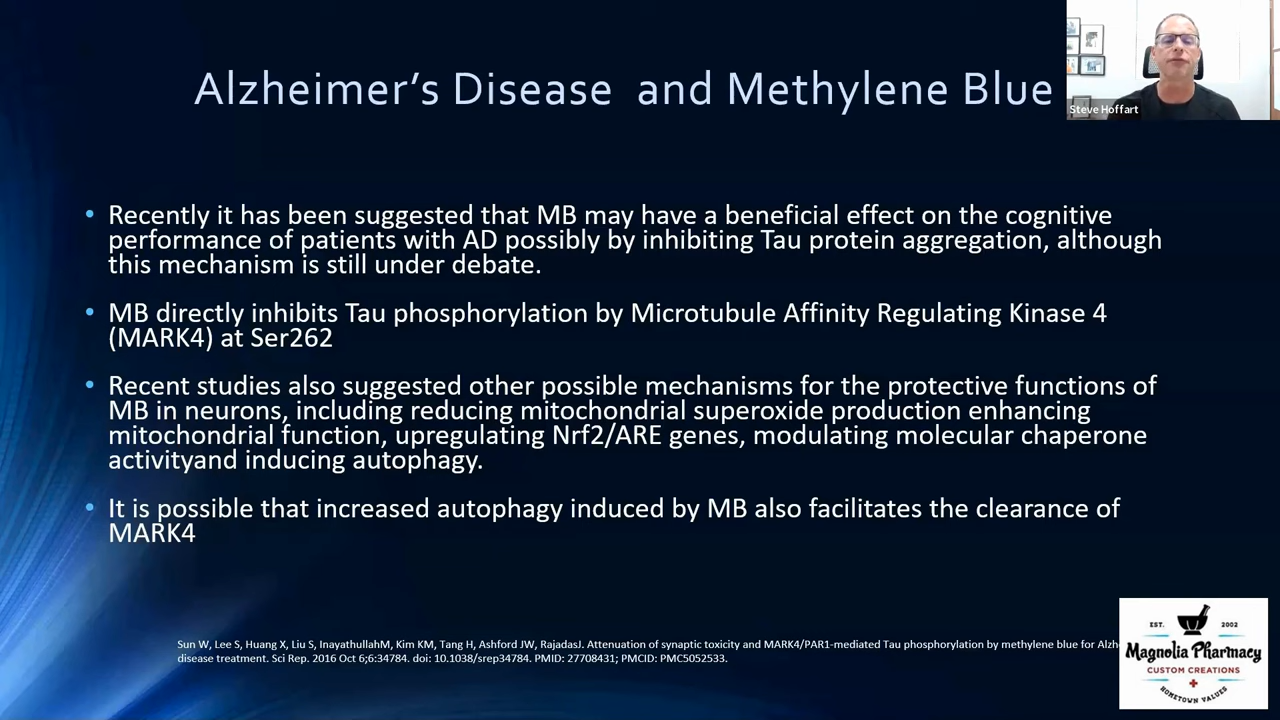 Alzheimer's Disease and Methylene Blue
Steve Hoffart
• Recently it has been suggested that MB may have a beneficial effect on the cognitive
performance of patients with AD possibly by inhibiting Tau protein aggregation, although
this mechanism is still under debate.
• MB directly inhibits Tau phosphorylation by Microtubule Affinity Regulating Kinase 4
(MARK4) at Ser262
• Recent studies also suggested other possible mechanisms for the protective functions of
MB in neurons, including reducing mitochondrial superoxide production enhancing
mitochondrial function, upregulating Nrf2/ARE genes, modulating molecular chaperone
activityand inducing autophagy.
• It is possible that increased autophagy induced by MB also facilitates the clearance of
MARK4
Sun W, Lee S, Huang X, Liu S, InayathullahM, Kim KM, Tang H, Ashford JW, RajadasJ. Attenuation of synaptic toxicity and MARK4/PAR1-mediated Tauphosphorylation by methylene blue for Alzh
disease treatment. Sci Rep. 2016 Oct 6;6:34784. doi: 10.1038/srep34784. PMID: 27708431; PMCID: PMC5052533.
EST. 2002
Magnolia Pharmacy
CUSTOM CREATIONS
HOMETOWN VALUES